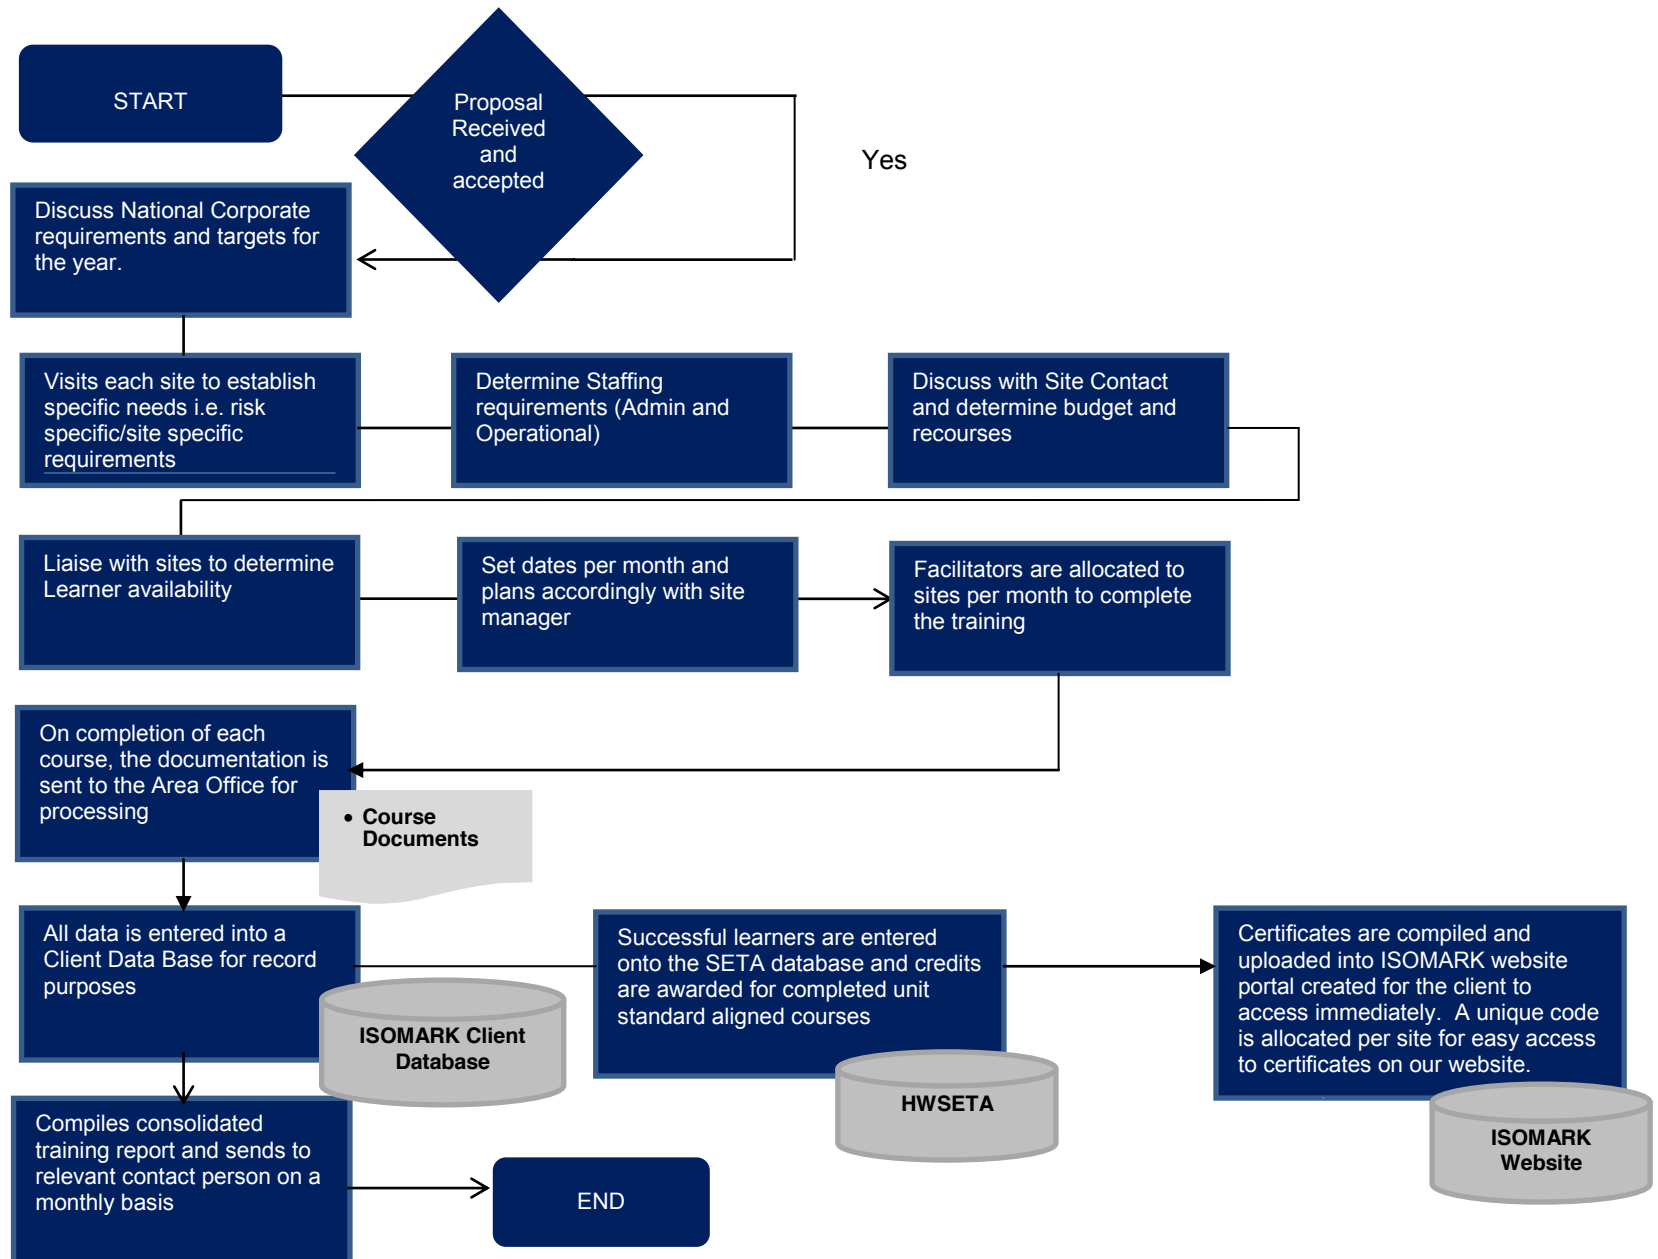 START
Proposal
Received
and
accepted
Yes
Discuss National Corporate
requirements and targets for
the year.
Visits each site to establish
specific needs i.e. risk
specific/site specific
requirements
Determine Staffing
requirements (Admin and
Operational)
Discuss with Site Contact
and determine budget and
recourses
Liaise with sites to determine
Learner availability
Set dates per month and
plans accordingly with site
manager
Facilitators are allocated to
sites per month to complete
the training
On completion of each
course, the documentation is
sent to the Area Office for
processing
• Course
Documents
All data is entered into a
Client Data Base for record
purposes
ISOMARK Client
Database
Successful learners are entered
onto the SETA database and credits
are awarded for completed unit
standard aligned courses
HWSETA
Certificates are compiled and
uploaded into ISOMARK website
portal created for the client to
access immediately.  A unique code
is allocated per site for easy access
to certificates on our website.
ISOMARK
Website
Compiles consolidated
training report and sends to
relevant contact person on a
monthly basis
END